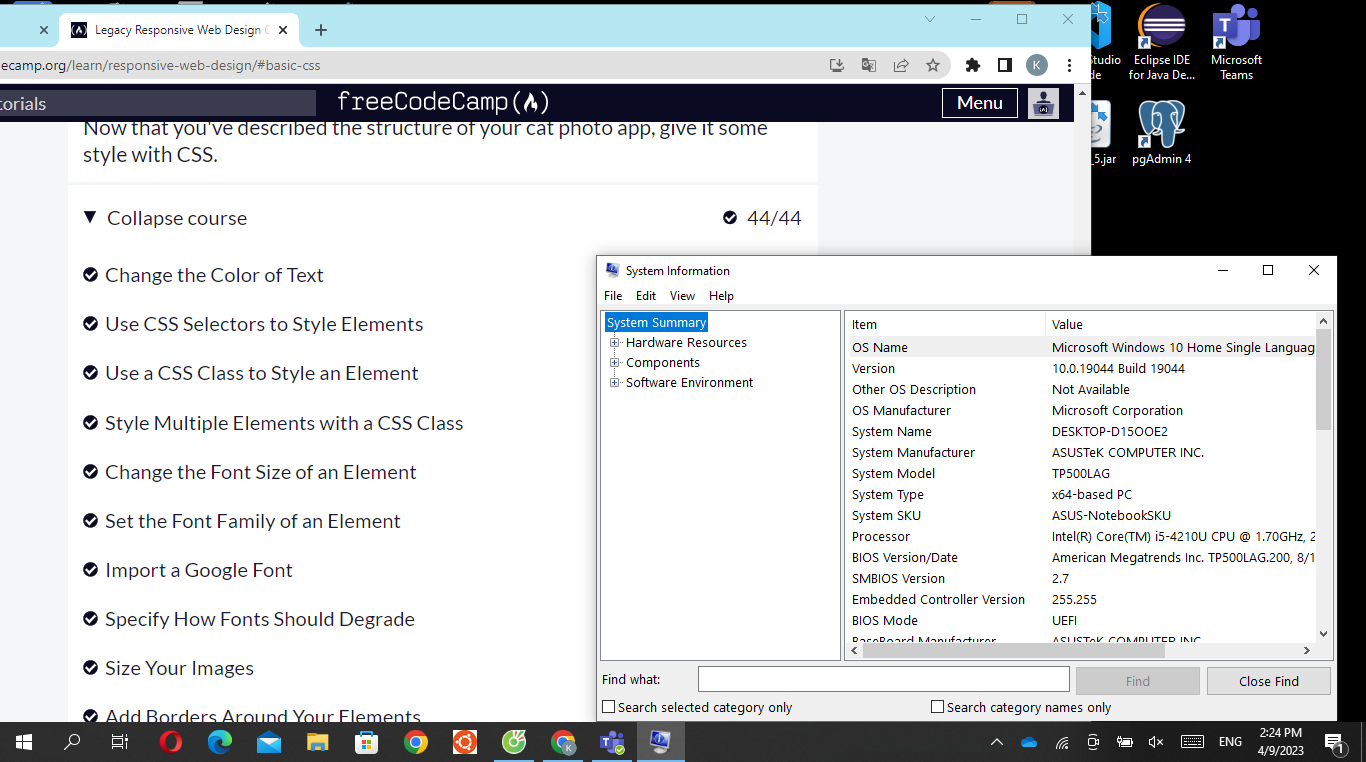 Legacy Responsive Web Design C
ecamp.org/learn/responsive-web-design/#basic-css
K
torials
freeCodeCamp
Menu
Now that you've described the structure of your cat photo app, give it some
style with CSS.
Collapse course
44/44
Change the Color of Text
Use CSS Selectors to Style Elements
Use a CSS Class to Style an Element
Style Multiple Elements with a CSS Class
Change the Font Size of an Element
Set the Font Family of an Element
Import a Google Font
Specify How Fonts Should Degrade
Size Your Images
Add Borders Around Your Elements
Studio
de
Eclipse IDE
for Java De...
Microsoft
Teams
_5.jar
pgAdmin 4
System Information
File Edit View Help
System Summary
Hardware Resources
Components
Software Environment
Item Value
OS Name Microsoft Windows 10 Home Single Languag
Version 10.0.19044 Build 19044
Other OS Description Not Available
OS Manufacturer Microsoft Corporation
System Name DESKTOP-D15OOE2
System Manufacturer ASUSTeK COMPUTER INC.
System Model TP500LAG
System Type x64-based PC
System SKU ASUS-NotebookSKU
Processor Intel(R) Core(TM) i5-4210U CPU @ 1.70GHz, 2
BIOS Version/Date American Megatrends Inc. TP500LAG.200, 8/1
SMBIOS Version 2.7
Embedded Controller Version 255.255
BIOS Mode UEFI
BaseBoard Manufacturer ASUSTeK COMPUTER INC.
Find what:
Find
Close Find
Search selected category only
Search category names only
ENG
2:24 PM
4/9/2023
1